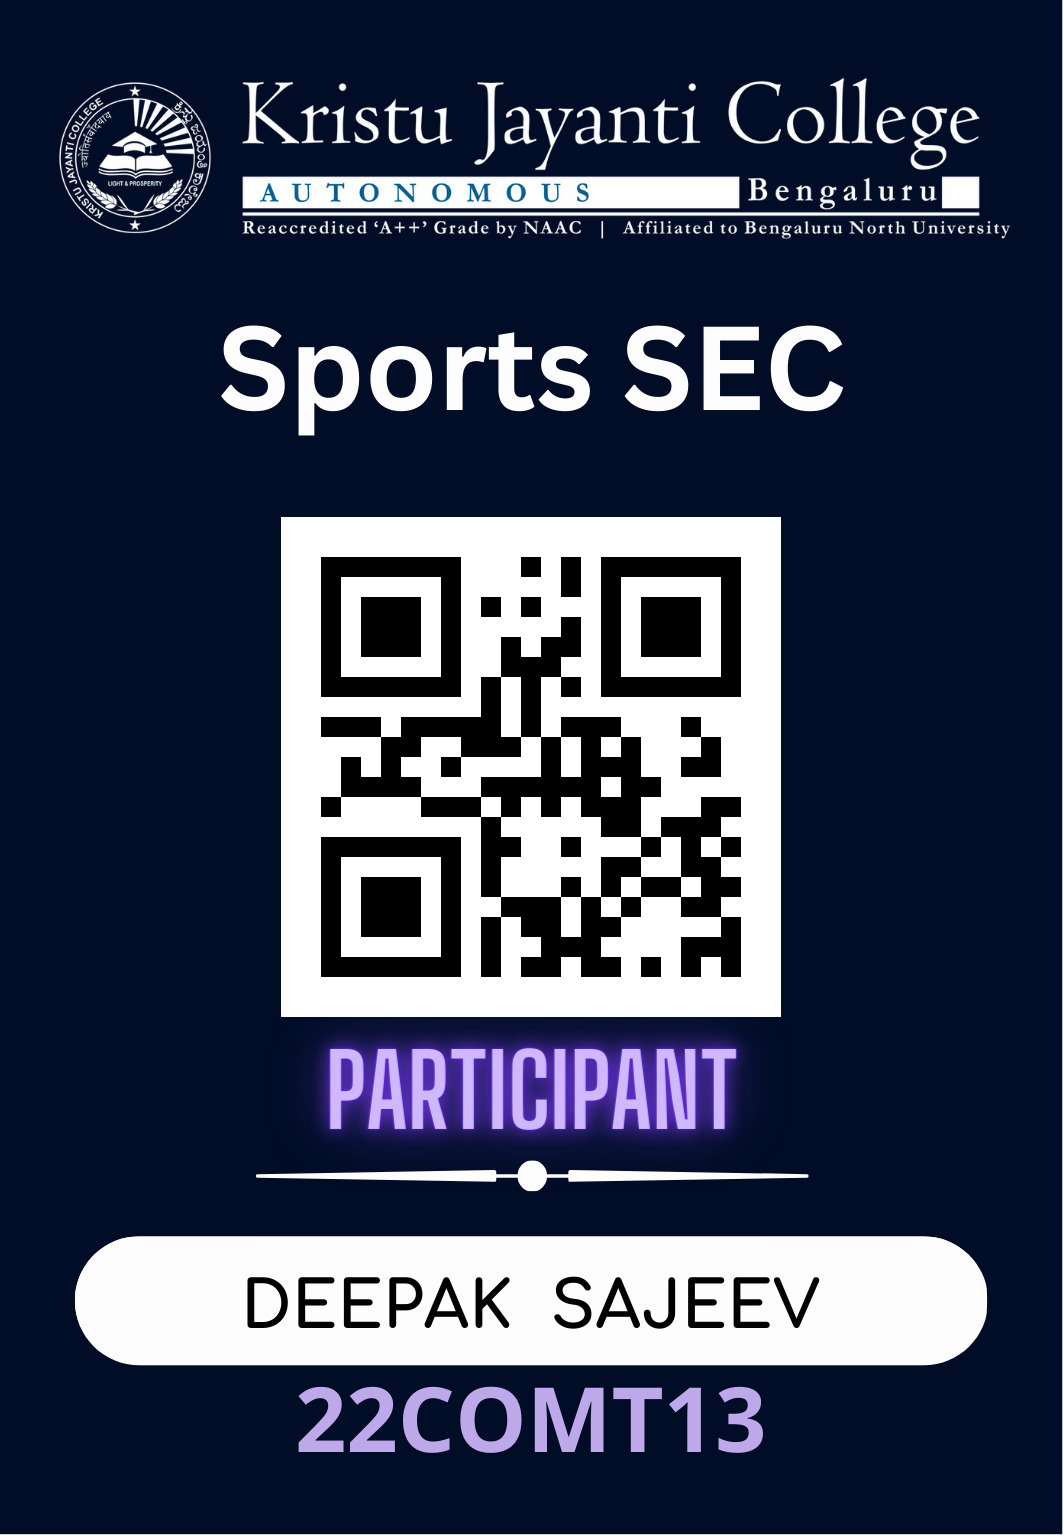 KRISTU JAYANTI COLLEGE
ಕ್ರಿಸ್ತು ಜಯಂತಿ ಕಾಲೇಜು
LIGHT & PROSPERITY
Kristu Jayanti College
AUTONOMOUS Bengaluru
Reaccredited ‘A++’ Grade by NAAC | Affiliated to Bengaluru North University
Sports SEC
PARTICIPANT
DEEPAK SAJEEV
22COMT13